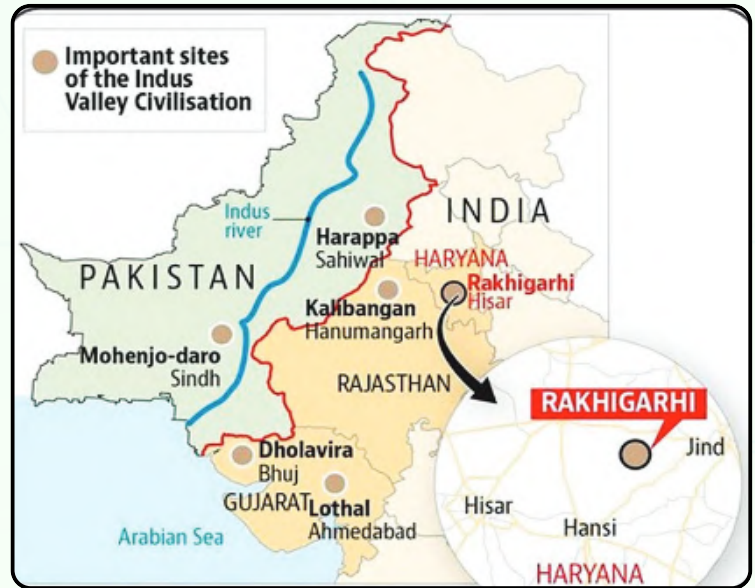 Important sites
of the Indus
Valley Civilisation
Indus
river
INDIA
Harappa
Sahiwal
HARYANA
PAKISTAN
Rakhigarhi
Hisar
Kalibangan
Hanumangarh
Mohenjo-daro
Sindh
RAJASTHAN
RAKHIGARHI
Jind
Dholavira
Bhuj
GUJARAT
Lothal
Ahmedabad
Hisar
Hansi
Arabian Sea
HARYANA